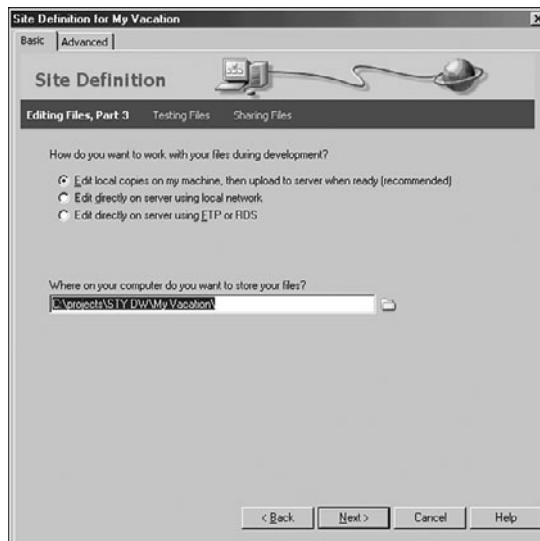 Site Definition for My Vacation
Basic Advanced
Site Definition
Editing Files, Part 3 Testing Files Sharing Files
How do you want to work with your files during development?
Edit local copies on my machine, then upload to server when ready (recommended)
Edit directly on server using local network
Edit directly on server using FTP or RDS
Where on your computer do you want to store your files?
C:\projects\STY DW\My Vacation\
< Back Next > Cancel Help